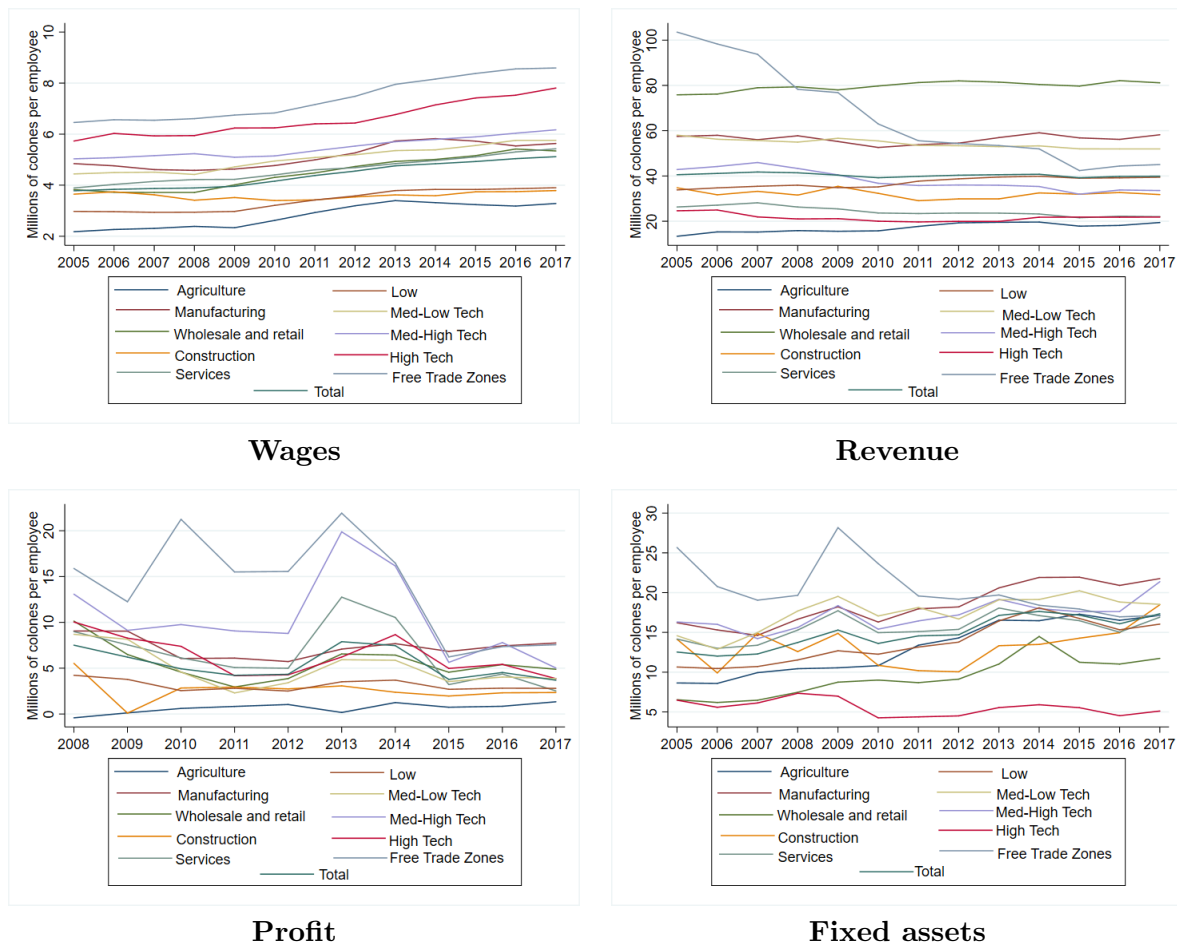 Millions of colones per employee
10
8
6
4
2
2005 2006 2007 2008 2009 2010 2011 2012 2013 2014 2015 2016 2017
Agriculture Low
Manufacturing Med-Low Tech
Wholesale and retail Med-High Tech
Construction High Tech
Services Free Trade Zones
Total
Wages
Millions of colones per employee
100
80
60
40
20
2005 2006 2007 2008 2009 2010 2011 2012 2013 2014 2015 2016 2017
Agriculture Low
Manufacturing Med-Low Tech
Wholesale and retail Med-High Tech
Construction High Tech
Services Free Trade Zones
Total
Revenue
Millions of colones per employee
20
15
10
5
0
2008 2009 2010 2011 2012 2013 2014 2015 2016 2017
Agriculture Low
Manufacturing Med-Low Tech
Wholesale and retail Med-High Tech
Construction High Tech
Services Free Trade Zones
Total
Profit
Millions of colones per employee
30
25
20
15
10
5
2005 2006 2007 2008 2009 2010 2011 2012 2013 2014 2015 2016 2017
Agriculture Low
Manufacturing Med-Low Tech
Wholesale and retail Med-High Tech
Construction High Tech
Services Free Trade Zones
Total
Fixed assets